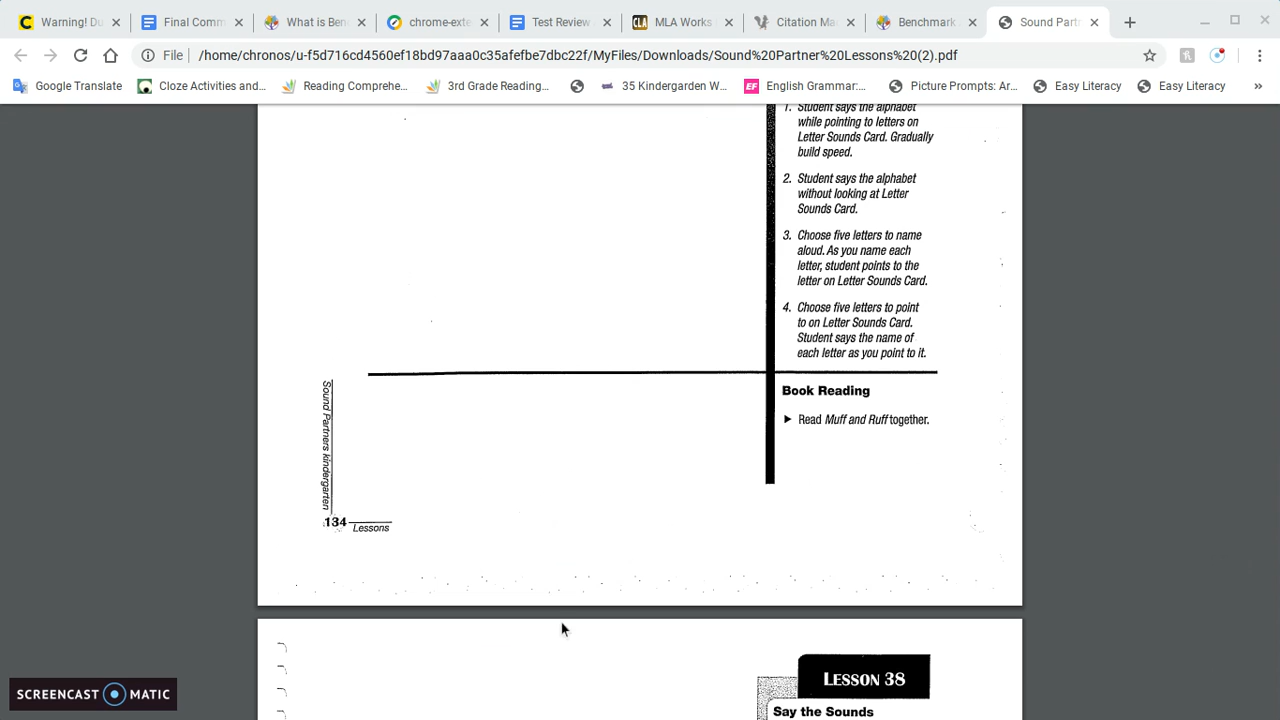 Warning! Du
Final Comm
What is Ben
chrome-exte
Test Review
MLA Works
Citation Ma
Benchmark
Sound Partn
File
/home/chronos/u-f5d716cd4560ef18bd97aaa0c35afefbe7dbc22f/MyFiles/Downloads/Sound%20Partner%20Lessons%20(2).pdf
Google Translate
Cloze Activities and...
Reading Comprehe...
3rd Grade Reading...
35 Kindergarden W...
EF English Grammar:...
Picture Prompts: Ar...
Easy Literacy
Easy Literacy
»
1. Student says the alphabet
while pointing to letters on
Letter Sounds Card. Gradually
build speed.
2. Student says the alphabet
without looking at Letter
Sounds Card.
3. Choose five letters to name
aloud. As you name each
letter, student points to the
letter on Letter Sounds Card.
4. Choose five letters to point
to on Letter Sounds Card.
Student says the name of
each letter as you point to it.
Book Reading
Read Muff and Ruff together.
Sound Partners kindergarten
134
Lessons
LESSON 38
Say the Sounds
SCREENCAST MATIC